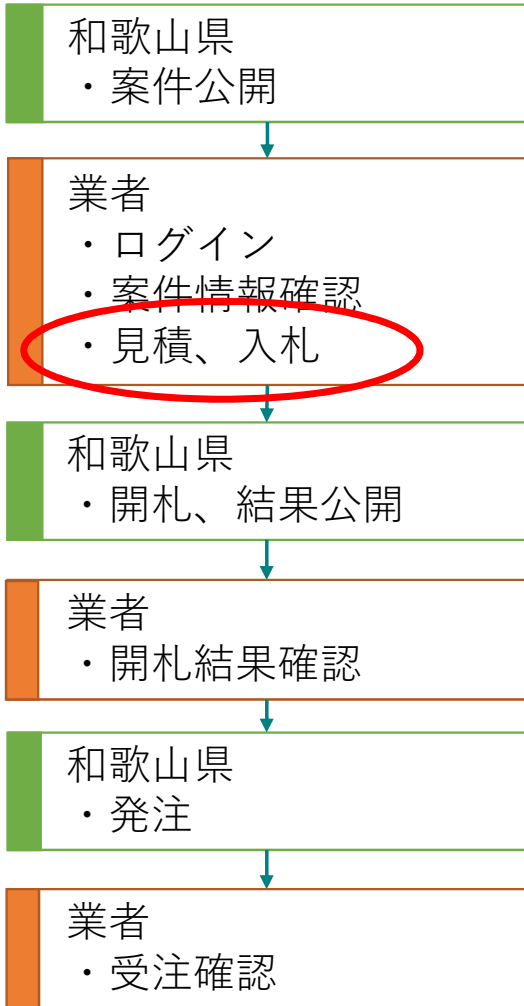 和歌山県
・案件公開
業者
・ログイン
・案件情報確認
・見積、入札
和歌山県
・開札、結果公開
業者
・開札結果確認
和歌山県
・発注
業者
・受注確認